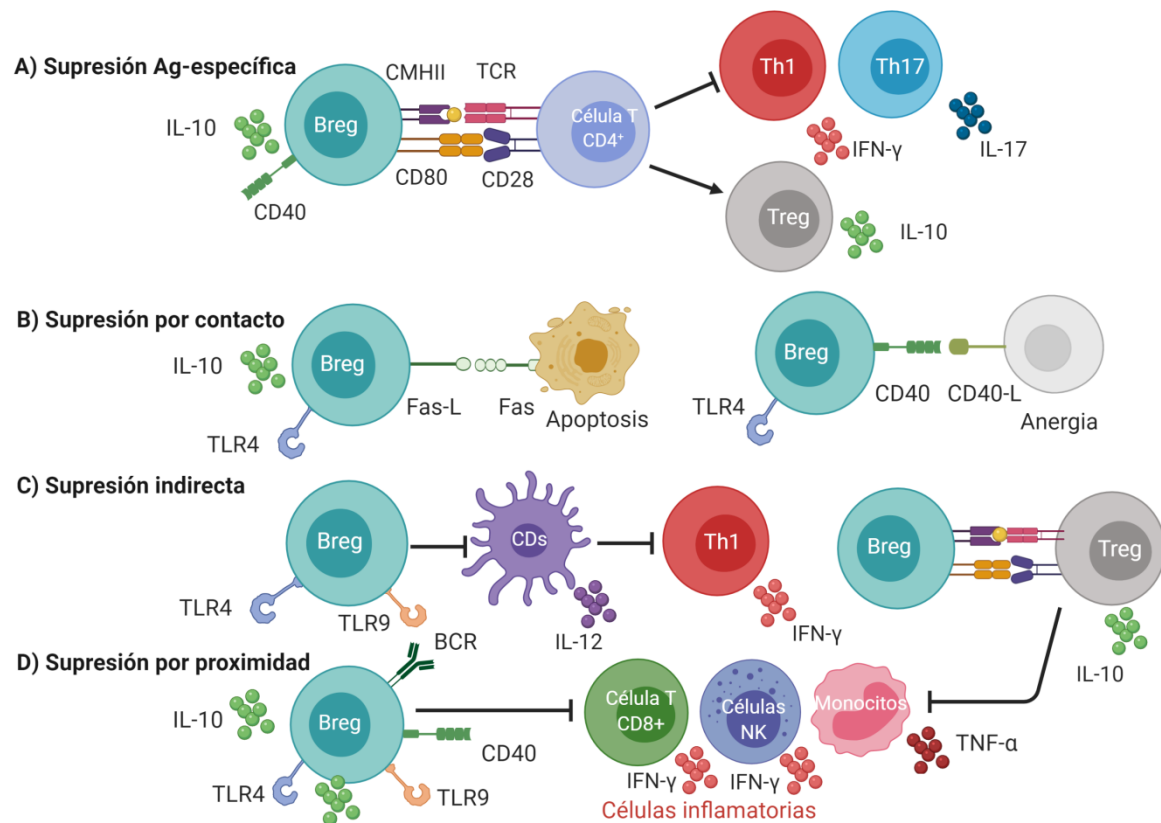 A) Supresión Ag-específica
IL-10
Breg
CD40
CMHII
TCR
CD80
CD28
Célula T
CD4⁺
Th1
IFN-γ
Th17
IL-17
Treg
IL-10
B) Supresión por contacto
IL-10
Breg
TLR4
Fas-L
Fas
Apoptosis
Breg
TLR4
CD40
CD40-L
Anergia
C) Supresión indirecta
Breg
TLR4
TLR9
CDs
IL-12
Th1
IFN-γ
Breg
Treg
IL-10
D) Supresión por proximidad
IL-10
Breg
BCR
CD40
TLR4
TLR9
Célula T
CD8+
IFN-γ
Células
NK
IFN-γ
Monocitos
TNF-α
Células inflamatorias